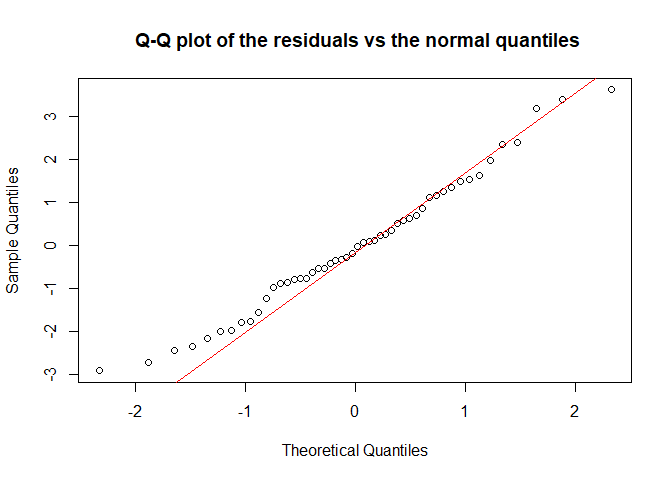 Q-Q plot of the residuals vs the normal quantiles
Sample Quantiles
3
2
1
0
-1
-2
-3
-2 -1 0 1 2
Theoretical Quantiles